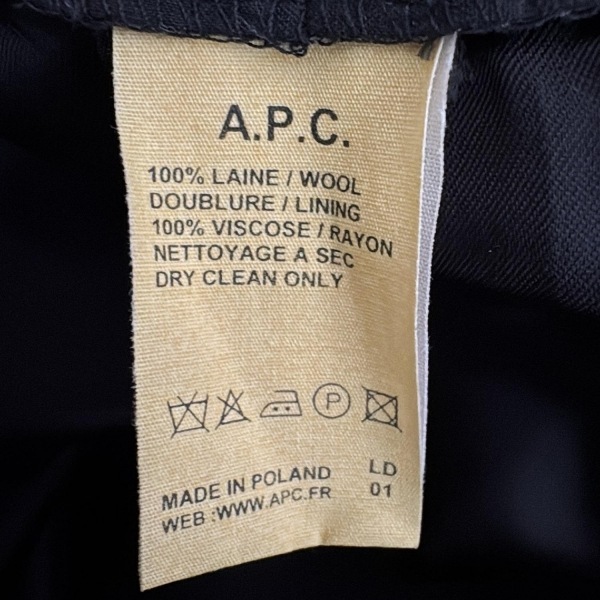 A.P.C.
100% LAINE / WOOL
DOUBLURE / LINING
100% VISCOSE / RAYON
NETTOYAGE A SEC
DRY CLEAN ONLY
P
MADE IN POLAND LD
WEB :WWW.APC.FR 01